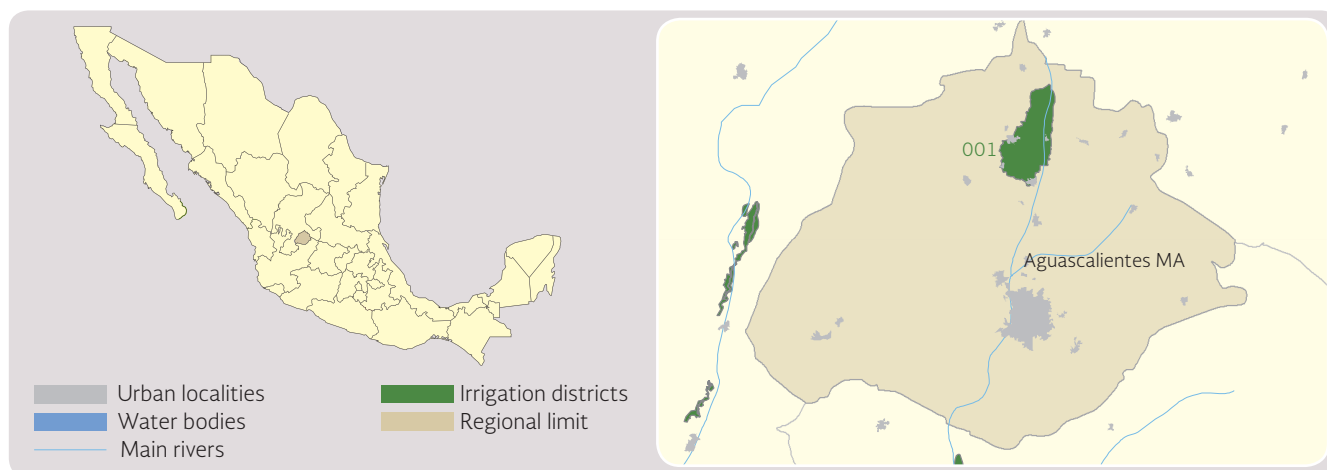 Urban localities
Water bodies
Main rivers
Irrigation districts
Regional limit
001
Aguascalientes MA